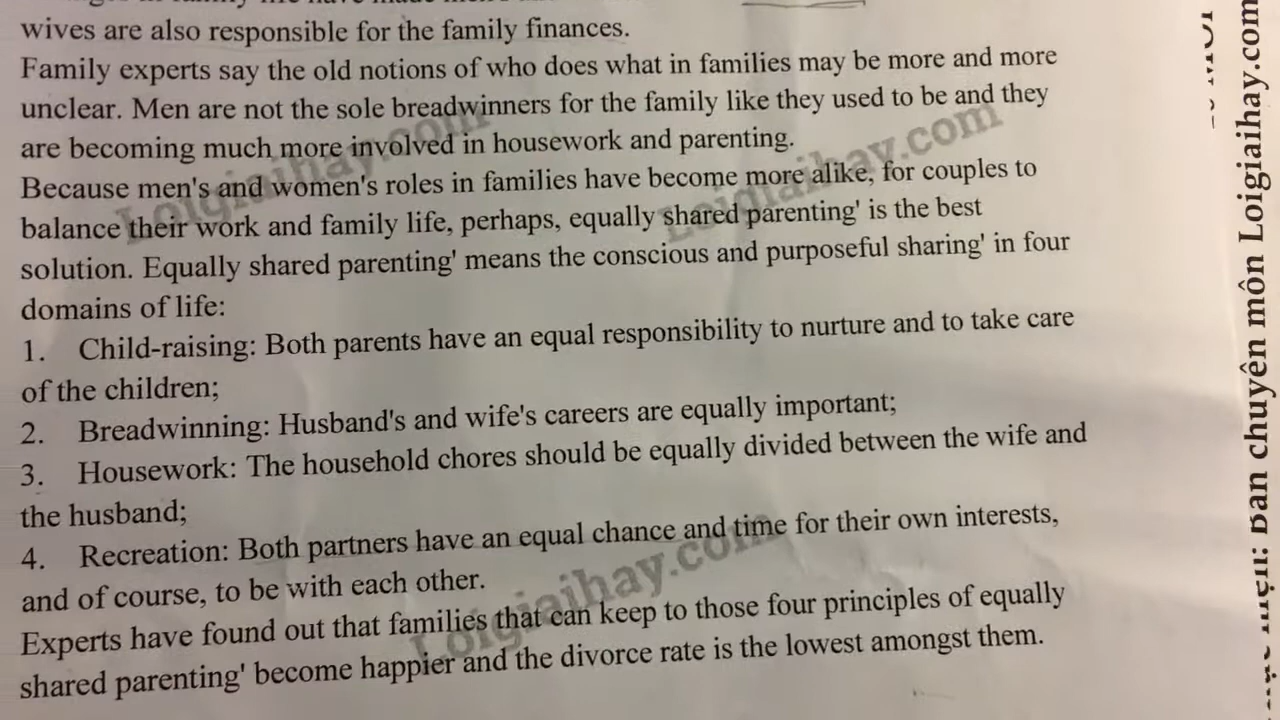 wives are also responsible for the family finances.
Family experts say the old notions of who does what in families may be more and more
unclear. Men are not the sole breadwinners for the family like they used to be and they
are becoming much more involved in housework and parenting.
Because men's and women's roles in families have become more alike, for couples to
balance their work and family life, perhaps, equally shared parenting' is the best
solution. Equally shared parenting' means the conscious and purposeful sharing' in four
domains of life:
1. Child-raising: Both parents have an equal responsibility to nurture and to take care
of the children;
2. Breadwinning: Husband's and wife's careers are equally important;
3. Housework: The household chores should be equally divided between the wife and
the husband;
4. Recreation: Both partners have an equal chance and time for their own interests,
and of course, to be with each other.
Experts have found out that families that can keep to those four principles of equally
shared parenting' become happier and the divorce rate is the lowest amongst them.
Loigiaihay.com
Loigiaihay.com
Loigiaihay.com
chuyên môn Loigiaihay.com